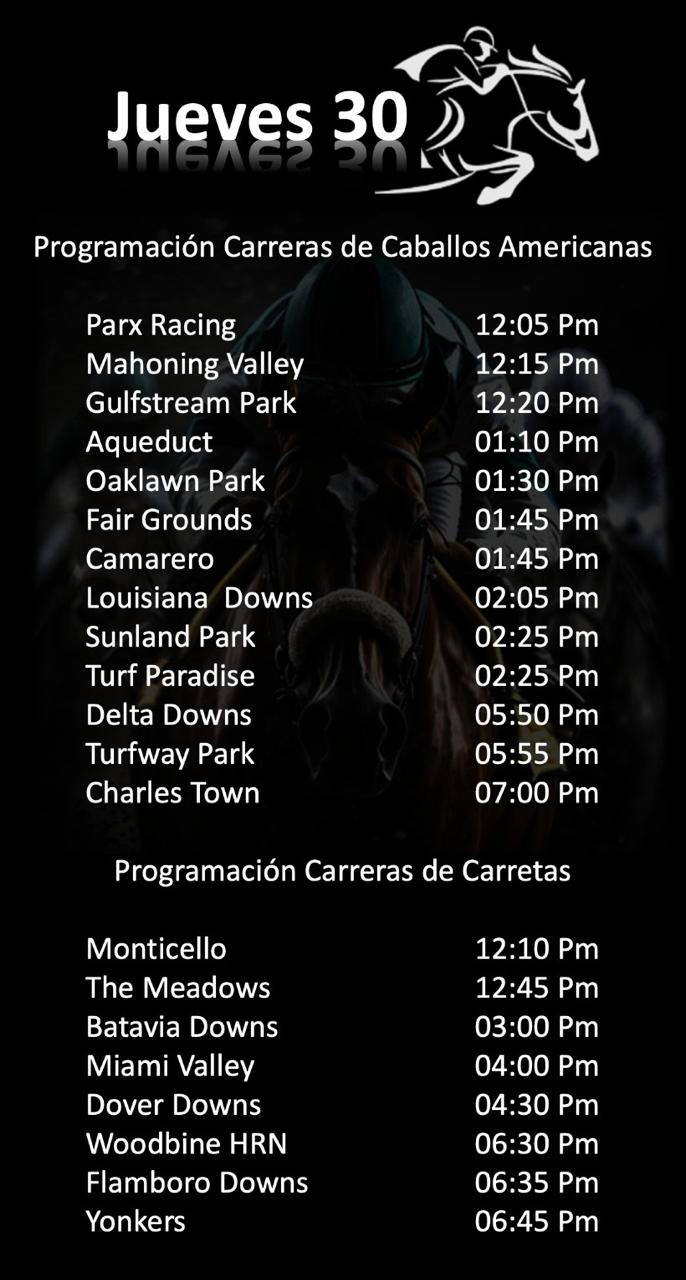 Jueves 30
Programación Carreras de Caballos Americanas
Parx Racing 12:05 Pm
Mahoning Valley 12:15 Pm
Gulfstream Park 12:20 Pm
Aqueduct 01:10 Pm
Oaklawn Park 01:30 Pm
Fair Grounds 01:45 Pm
Camarero 01:45 Pm
Louisiana  Downs 02:05 Pm
Sunland Park 02:25 Pm
Turf Paradise 02:25 Pm
Delta Downs 05:50 Pm
Turfway Park 05:55 Pm
Charles Town 07:00 Pm
Programación Carreras de Carretas
Monticello 12:10 Pm
The Meadows 12:45 Pm
Batavia Downs 03:00 Pm
Miami Valley 04:00 Pm
Dover Downs 04:30 Pm
Woodbine HRN 06:30 Pm
Flamboro Downs 06:35 Pm
Yonkers 06:45 Pm